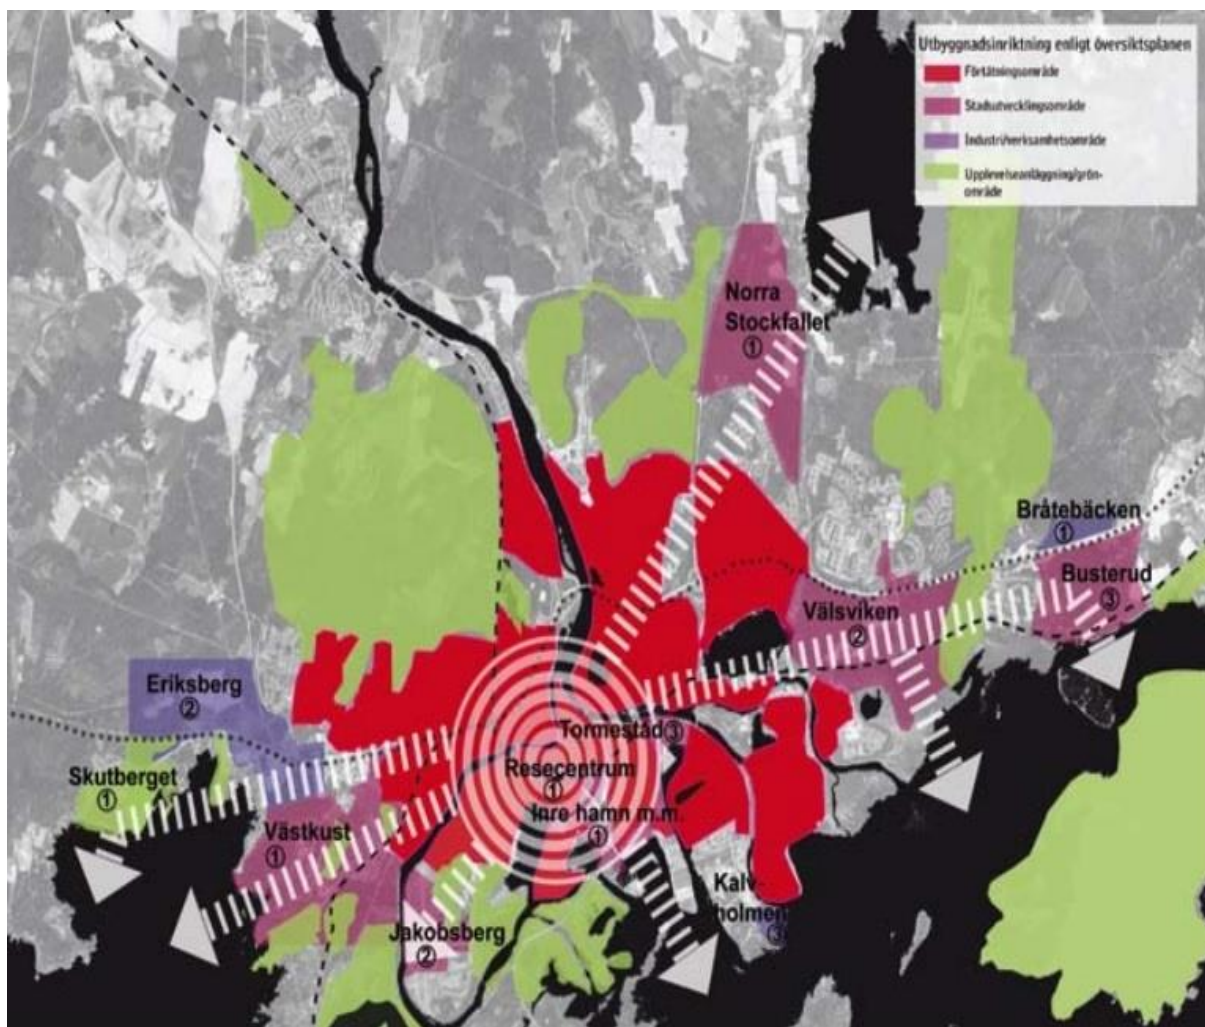 Utbyggnadsinriktning enligt översiktsplanen
Förtätningsområde
Stadsutvecklingsområde
Industri/verksamhetsområde
Upplevelseanläggning/grön-
område
Norra
Stockfallet
①
Bråtebäcken
①
Busterud
③
Välsviken
②
Eriksberg
②
Tormestad③
Resecentrum
①
Skutberget
①
Inre hamn m.m.
①
Västkust
①
Kalv-
holmen
③
Jakobsberg
②